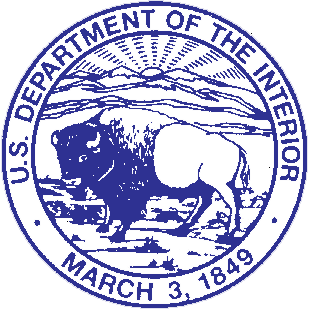 U.S. DEPARTMENT OF THE INTERIOR
MARCH 3, 1849